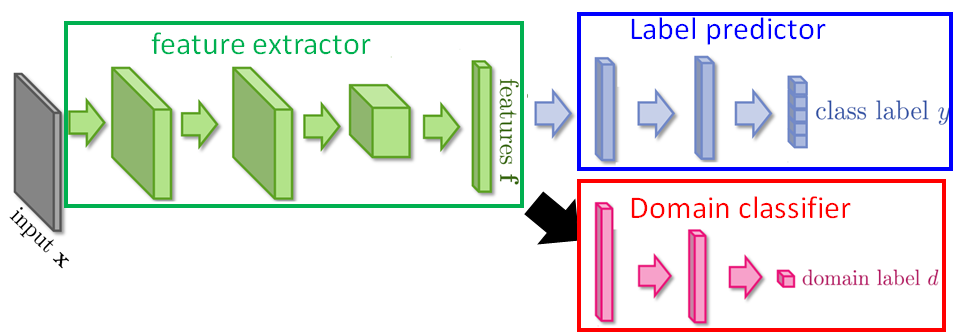 feature extractor
Label predictor
input x
features f
class label y
Domain classifier
domain label d